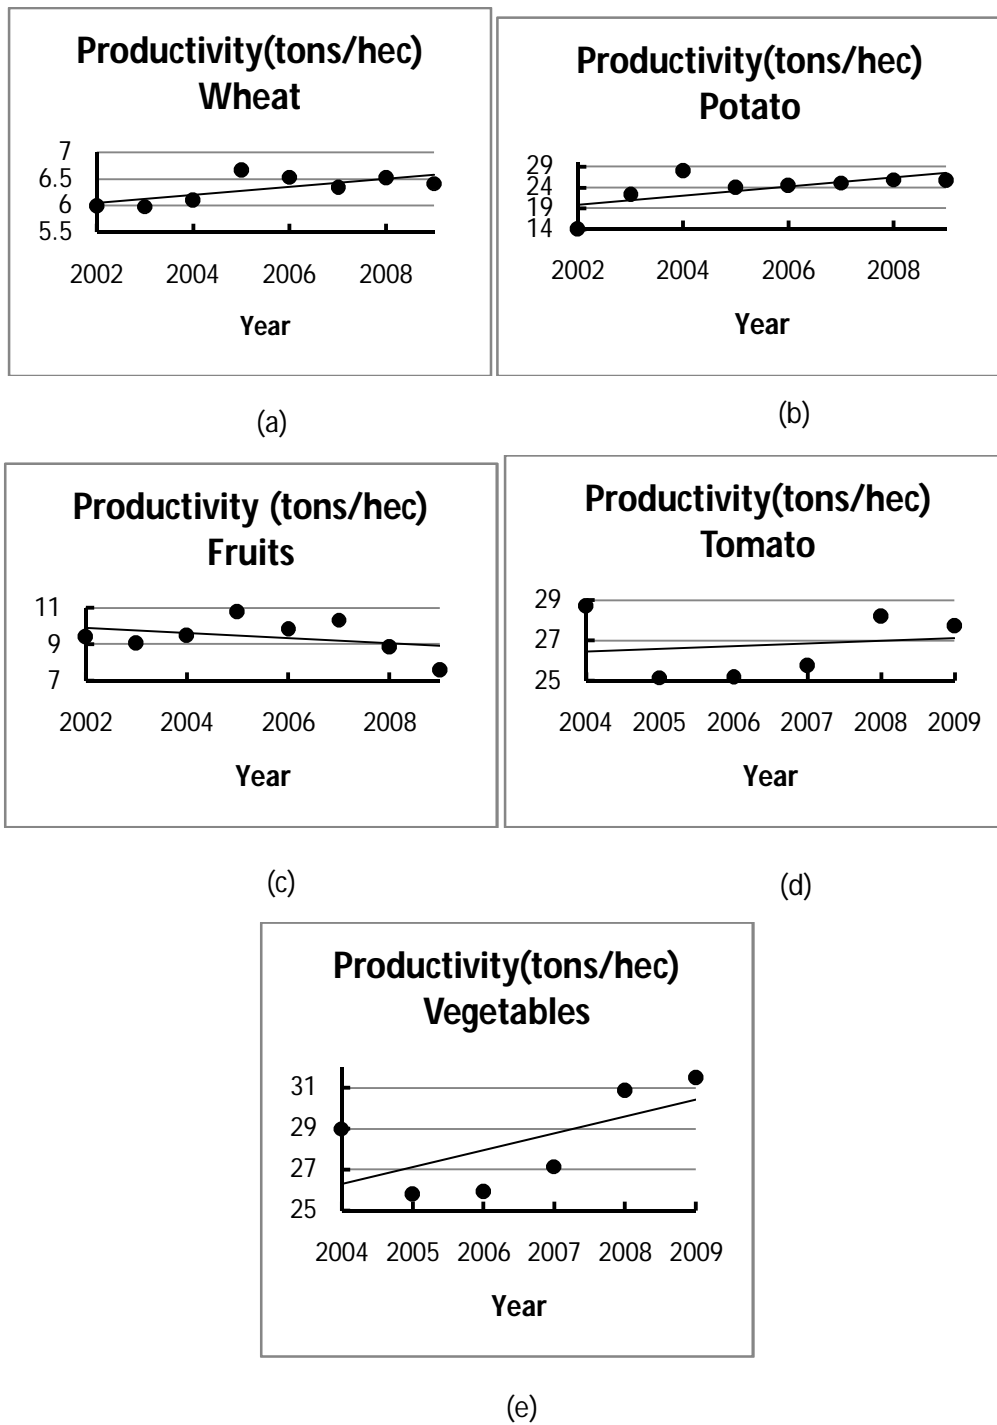 Productivity(tons/hec)
Wheat
7
6.5
6
5.5
2002 2004 2006 2008
Year
(a)
Productivity(tons/hec)
Potato
29
24
19
14
2002 2004 2006 2008
Year
(b)
Productivity (tons/hec)
Fruits
11
9
7
2002 2004 2006 2008
Year
(c)
Productivity(tons/hec)
Tomato
29
27
25
2004 2005 2006 2007 2008 2009
Year
(d)
Productivity(tons/hec)
Vegetables
31
29
27
25
2004 2005 2006 2007 2008 2009
Year
(e)